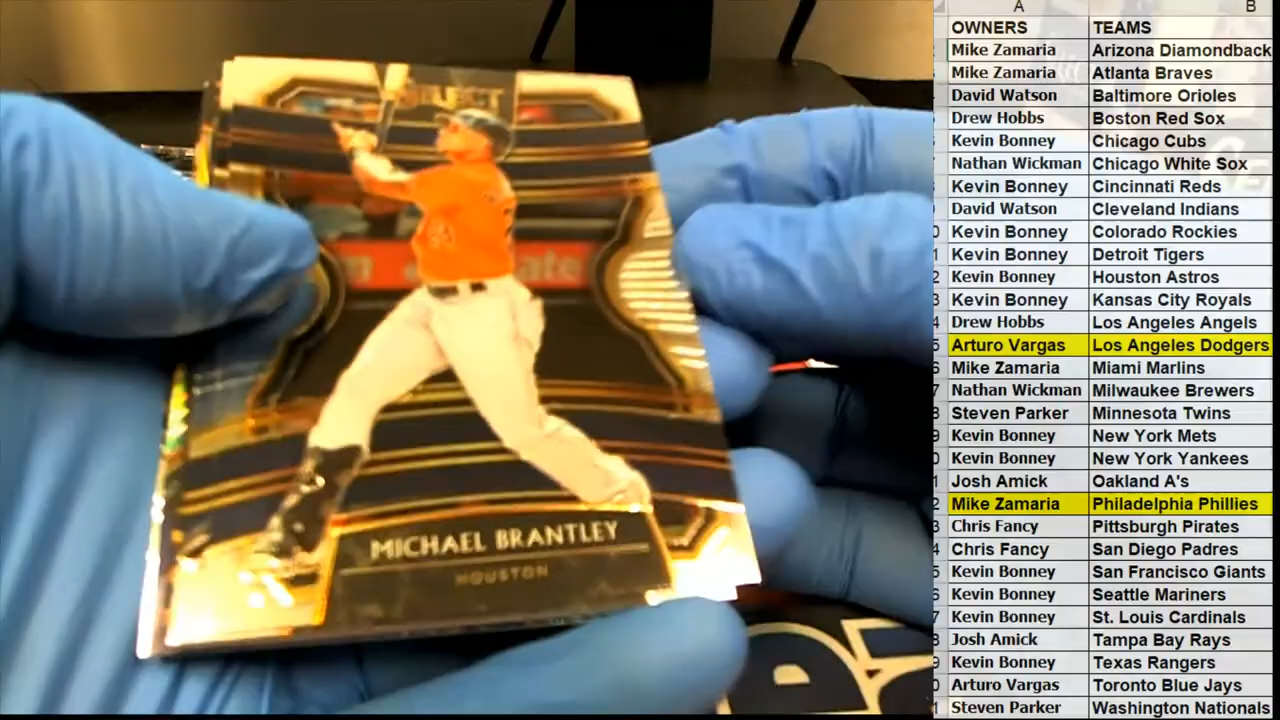 SELECT
MICHAEL BRANTLEY
HOUSTON
A B
OWNERS TEAMS
Mike Zamaria Arizona Diamondback
Mike Zamaria Atlanta Braves
David Watson Baltimore Orioles
Drew Hobbs Boston Red Sox
Kevin Bonney Chicago Cubs
Nathan Wickman Chicago White Sox
Kevin Bonney Cincinnati Reds
David Watson Cleveland Indians
Kevin Bonney Colorado Rockies
Kevin Bonney Detroit Tigers
Kevin Bonney Houston Astros
Kevin Bonney Kansas City Royals
Drew Hobbs Los Angeles Angels
Arturo Vargas Los Angeles Dodgers
Mike Zamaria Miami Marlins
Nathan Wickman Milwaukee Brewers
Steven Parker Minnesota Twins
Kevin Bonney New York Mets
Kevin Bonney New York Yankees
Josh Amick Oakland A's
Mike Zamaria Philadelphia Phillies
Chris Fancy Pittsburgh Pirates
Chris Fancy San Diego Padres
Kevin Bonney San Francisco Giants
Kevin Bonney Seattle Mariners
Kevin Bonney St. Louis Cardinals
Josh Amick Tampa Bay Rays
Kevin Bonney Texas Rangers
Arturo Vargas Toronto Blue Jays
Steven Parker Washington Nationals